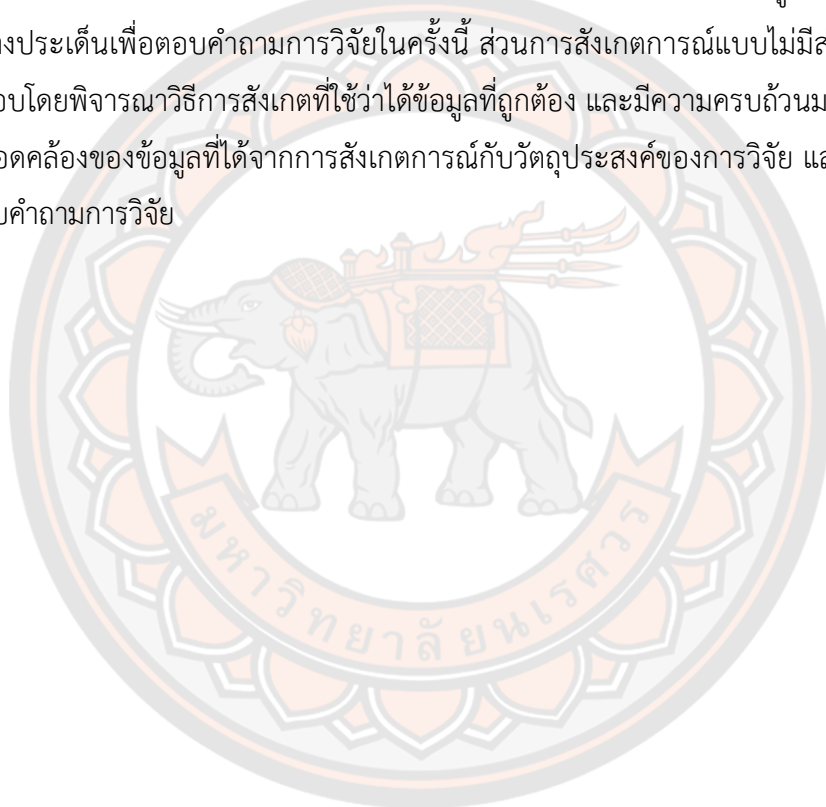 งประเด็นเพื่อตอบคำถามการวิจัยในครั้งนี้ ส่วนการสังเกตการณ์แบบไม่มีส
อบโดยพิจารณาวิธีการสังเกตที่ใช้ว่าได้ข้อมูลที่ถูกต้อง และมีความครบถ้วนม
อดคล้องของข้อมูลที่ได้จากการสังเกตการณ์กับวัตถุประสงค์ของการวิจัย แล
บคำถามการวิจัย
มหาวิทยาลัยนเรศวร